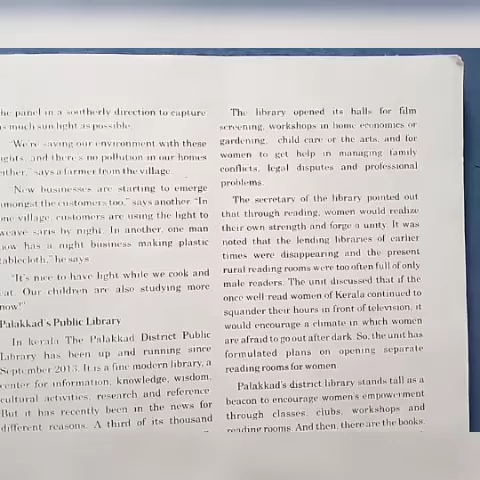 he panel in a southerly direction to capture
as much sun light as possible.
"We're saving our environment with these
ights, and there's no pollution in our homes
either," says a farmer from the village.
New businesses are starting to emerge
amongst the customers too," says another "In
one village, customers are using the light to
weave saris by night. In another, one man
now has a night business making plastic
tablecloth," he says.
"It's nice to have light while we cook and
eat. Our children are also studying more
now!"
Palakkad's Public Library
In kerala The Palakkad District Public
Library has been up and running since
September 2013. It is a fine modern library, a
center for information, knowledge, wisdom,
cultural activities, research and reference.
But it has recently been in the news for
different reasons. A third of its thousand
The library opened its halls for film
screening, workshops in home economics or
gardening, child care or the arts, and for
women to get help in managing family
conflicts, legal disputes and professional
problems.
The secretary of the library pointed out
that through reading, women would realize
their own strength and forge a unity. It was
noted that the lending libraries of earlier
times were disappearing and the present
rural reading rooms were too often full of only
male readers. The unit discussed that if the
once well read women of Kerala continued to
squander their hours in front of television, it
would encourage a climate in which women
are afraid to go out after dark. So, the unit has
formulated plans on opening separate
reading rooms for women
Palakkad's district library stands tall as a
beacon to encourage women's empowerment
through classes, clubs, workshops and
reading rooms. And then, there are the books.